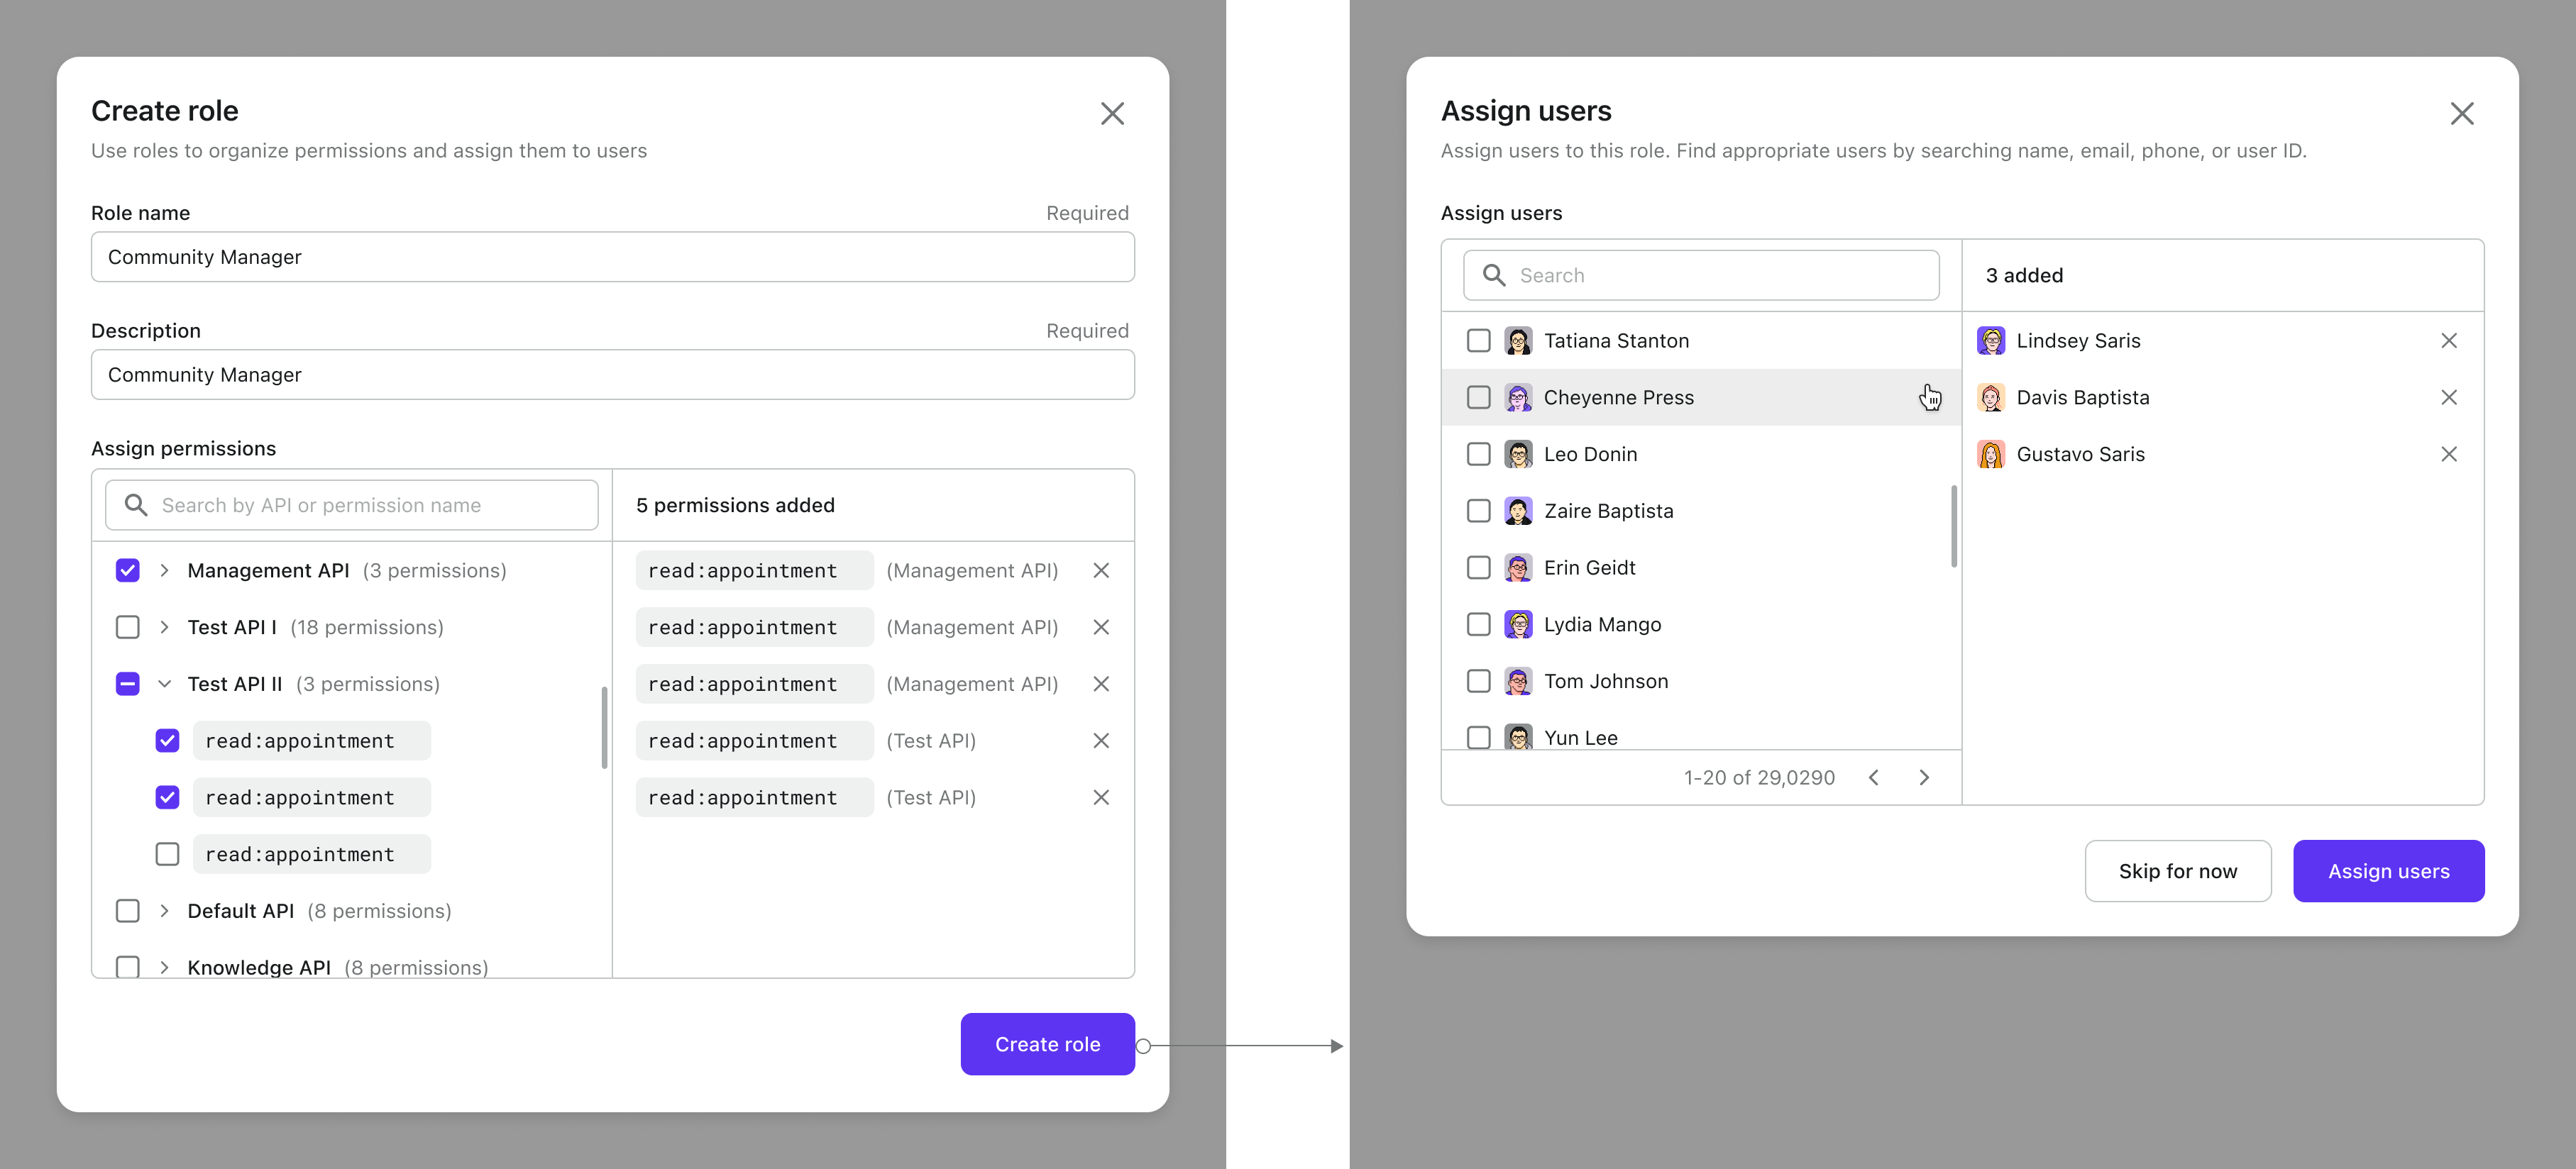 Create role
Use roles to organize permissions and assign them to users
Role name Required
Community Manager
Description Required
Community Manager
Assign permissions
Search by API or permission name
5 permissions added
Management API (3 permissions)
Test API I (18 permissions)
Test API II (3 permissions)
read:appointment
read:appointment
read:appointment
Default API (8 permissions)
Knowledge API (8 permissions)
read:appointment (Management API)
read:appointment (Management API)
read:appointment (Management API)
read:appointment (Test API)
read:appointment (Test API)
Create role
Assign users
Assign users to this role. Find appropriate users by searching name, email, phone, or user ID.
Assign users
Search
3 added
Tatiana Stanton
Cheyenne Press
Leo Donin
Zaire Baptista
Erin Geidt
Lydia Mango
Tom Johnson
Yun Lee
1-20 of 29,0290
Lindsey Saris
Davis Baptista
Gustavo Saris
Skip for now
Assign users